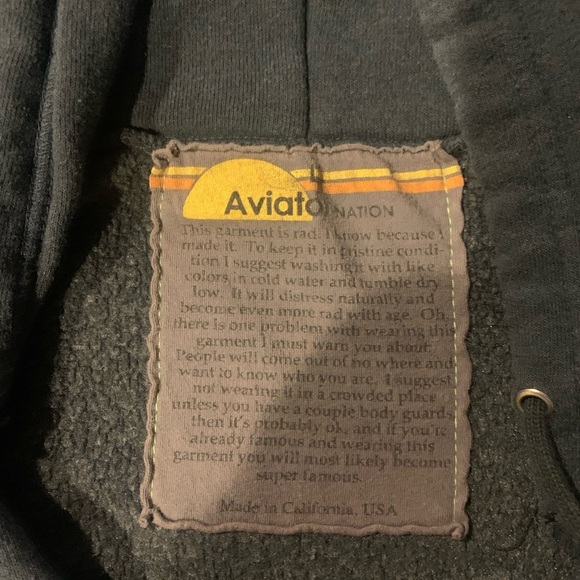 Aviato NATION
This garment is rad. I know because I
made it. To keep it in pristine condi-
tion I suggest washing it with like
colors in cold water and tumble dry
low. It will distress naturally and
become even more rad with age. Oh,
there is one problem with wearing this
garment I must warn you about.
People will come out of no where and
want to know who you are. I suggest
not wearing it in a crowded place
unless you have a couple body guards
then it's probably ok, and if you're
already famous and wearing this
garment you will most likely become
super famous.
Made in California, USA